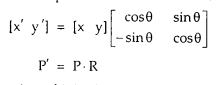 [x′ y′] = [x y] [cosθ sinθ
−sinθ cosθ]
P′ = P·R